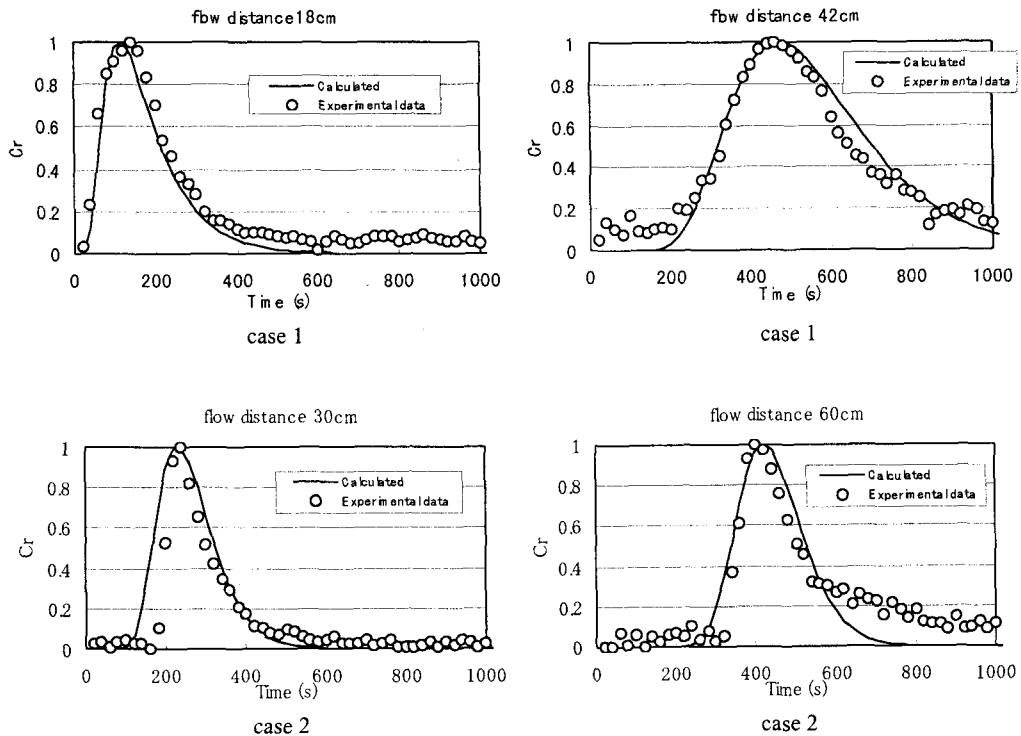 fbw distance18cm
1
0.8
0.6
0.4
0.2
0
Cr
Calculated
Experimentaldata
0 200 400 600 800 1000
Time (s)
case 1
fbw distance 42cm
1
0.8
0.6
0.4
0.2
0
Cr
Calculated
Experimentaldata
0 200 400 600 800 1000
Time (s)
case 1
flow distance 30cm
1
0.8
0.6
0.4
0.2
0
Cr
Calculated
Experimentaldata
0 200 400 600 800 1000
Time (s)
case 2
flow distance 60cm
1
0.8
0.6
0.4
0.2
0
Cr
Calculated
Experimentaldata
0 200 400 600 800 1000
Time (s)
case 2